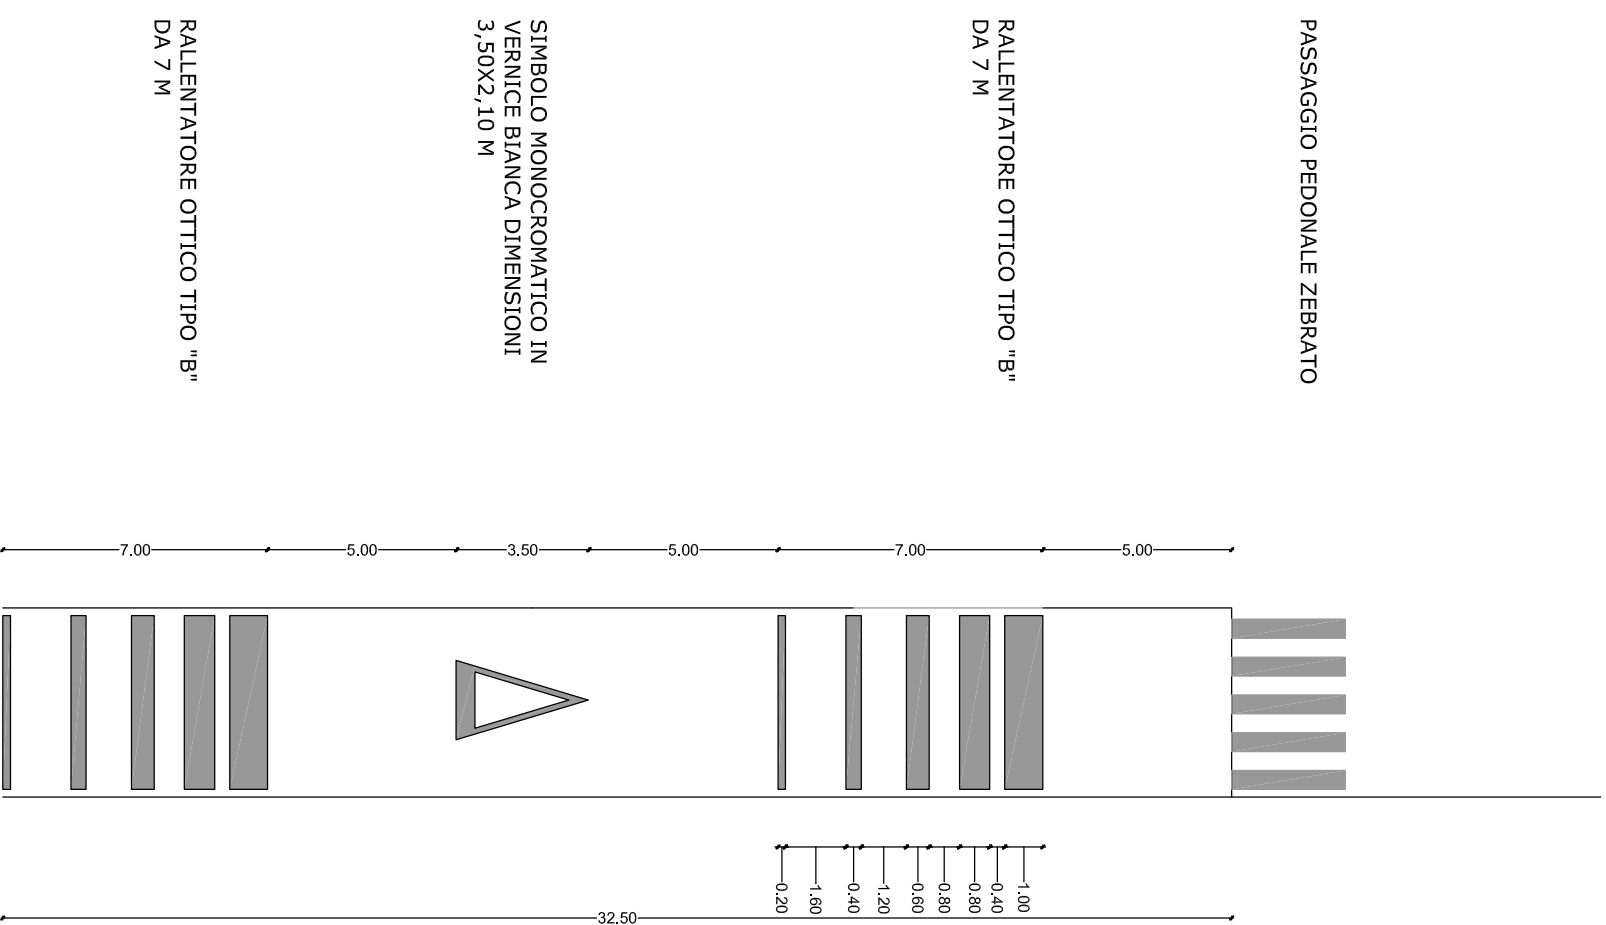 RALLENTATORE OTTICO TIPO "B"
DA 7 M
SIMBOLO MONOCROMATICO IN
VERNICE BIANCA DIMENSIONI
3,50X2,10 M
RALLENTATORE OTTICO TIPO "B"
DA 7 M
PASSAGGIO PEDONALE ZEBRATO
7.00
5.00
3.50
5.00
7.00
5.00
0.20
1.60
0.40
1.20
0.60
0.80
0.80
0.40
1.00
32.50